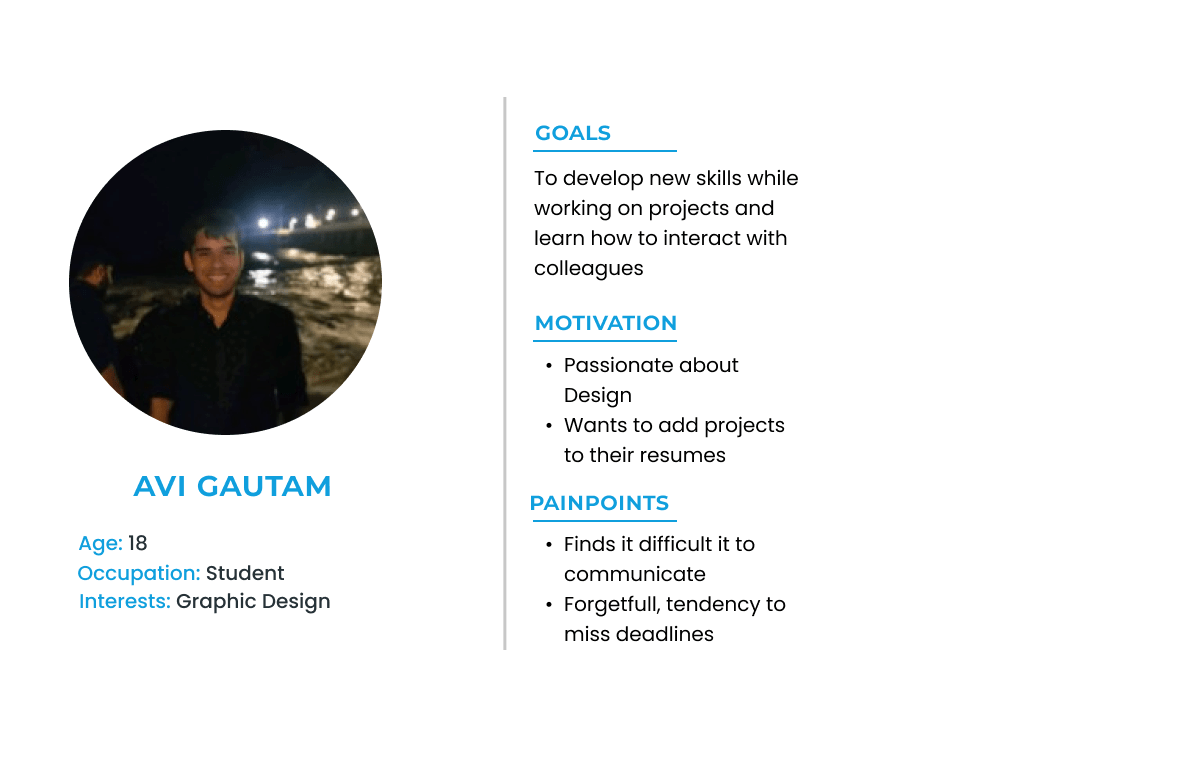 AVI GAUTAM
Age: 18
Occupation: Student
Interests: Graphic Design
GOALS
To develop new skills while
working on projects and
learn how to interact with
colleagues
MOTIVATION
• Passionate about
Design
• Wants to add projects
to their resumes
PAINPOINTS
• Finds it difficult it to
communicate
• Forgetfull, tendency to
miss deadlines